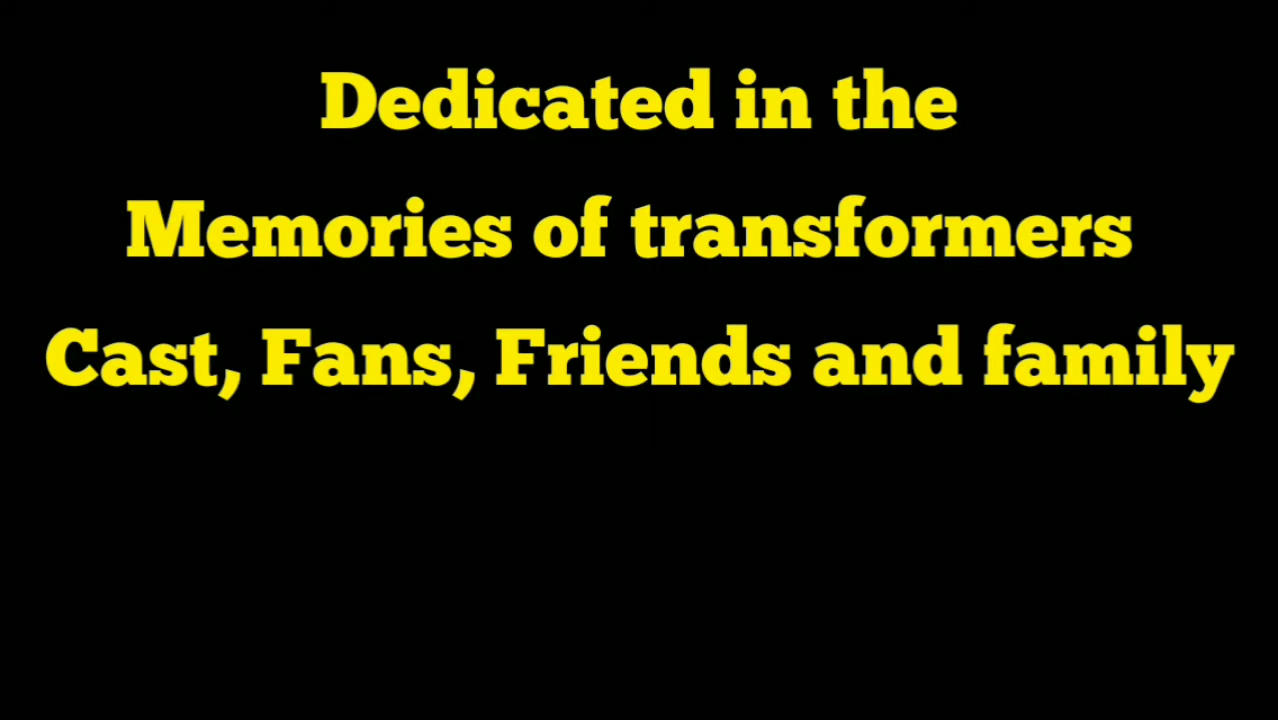 Dedicated in the
Memories of transformers
Cast, Fans, Friends and family